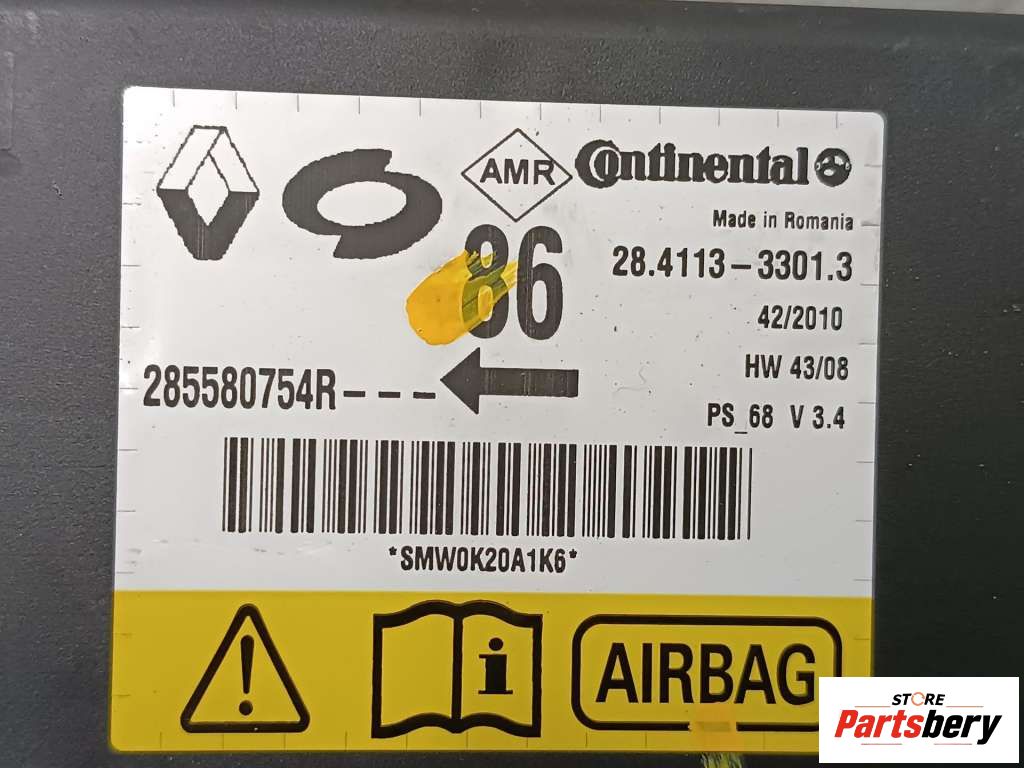 AMR
Continental
Made in Romania
86
28.4113-3301.3
42/2010
HW 43/08
285580754R---
PS_68 V 3.4
*SMW0K20A1K6*
i
AIRBAG
STORE
Partsbery